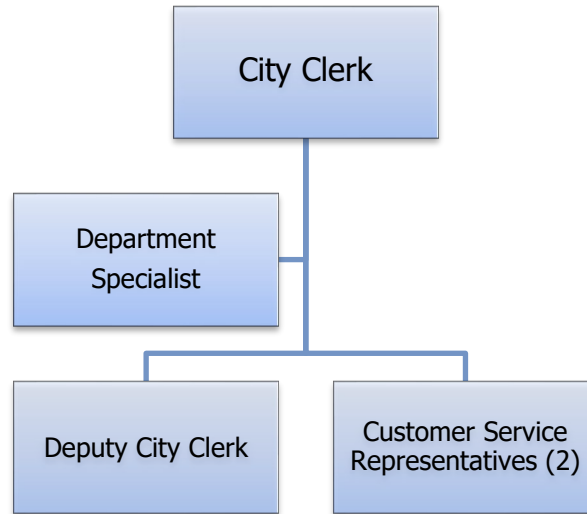 City Clerk
Department
Specialist
Deputy City Clerk
Customer Service
Representatives (2)